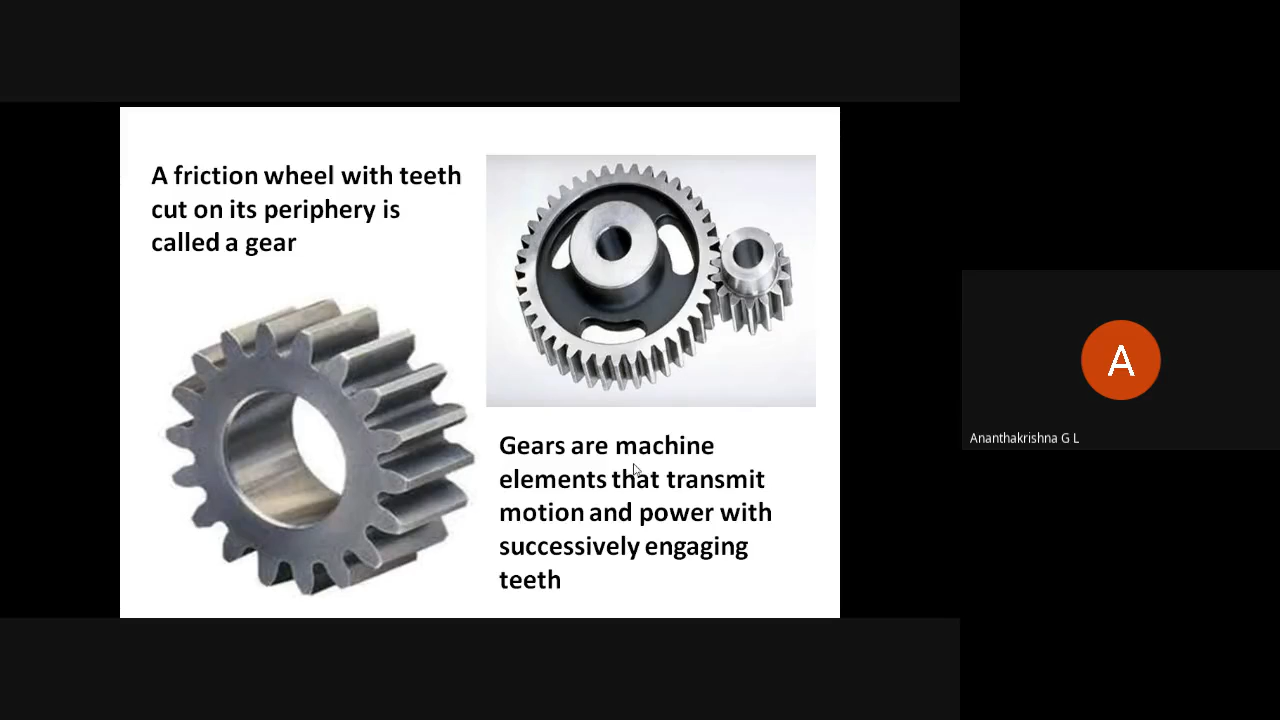 A friction wheel with teeth
cut on its periphery is
called a gear
Gears are machine
elements that transmit
motion and power with
successively engaging
teeth
A
Ananthakrishna G L